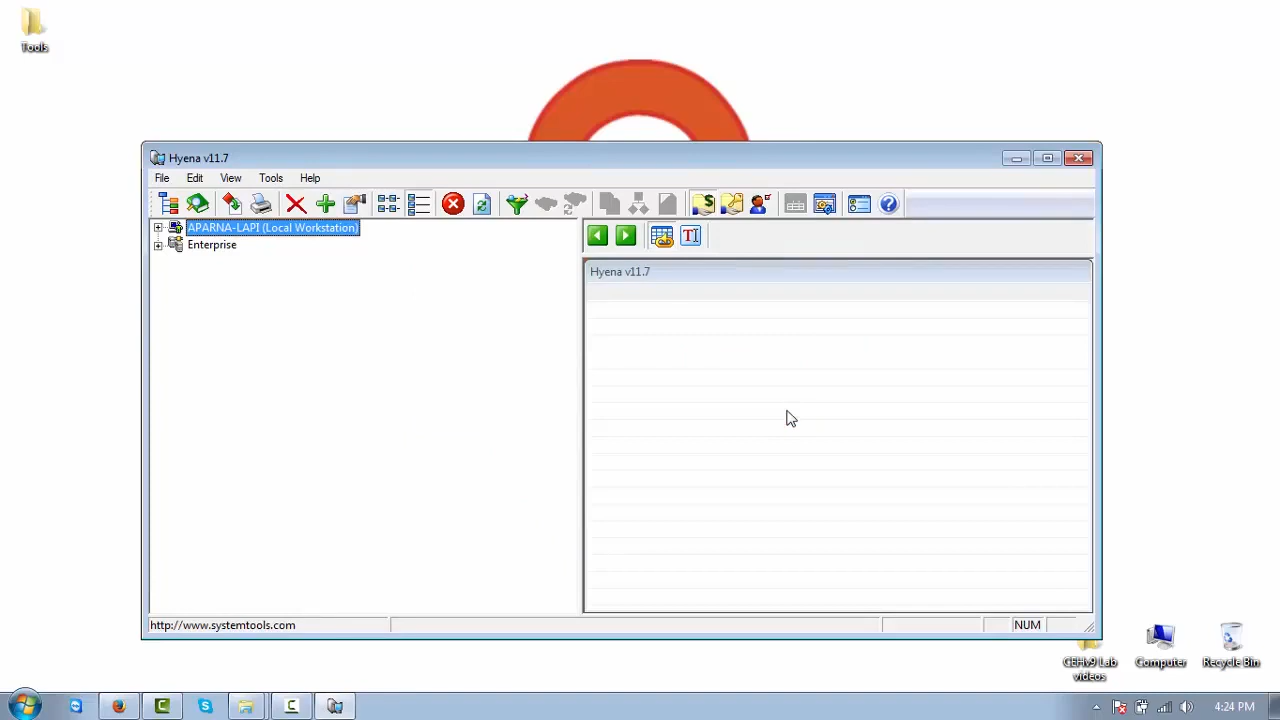 Tools
Hyena v11.7
File Edit View Tools Help
APARNA-LAPI (Local Workstation)
Enterprise
Hyena v11.7
http://www.systemtools.com
NUM
CEHv9 Lab
videos
Computer
Recycle Bin
4:24 PM